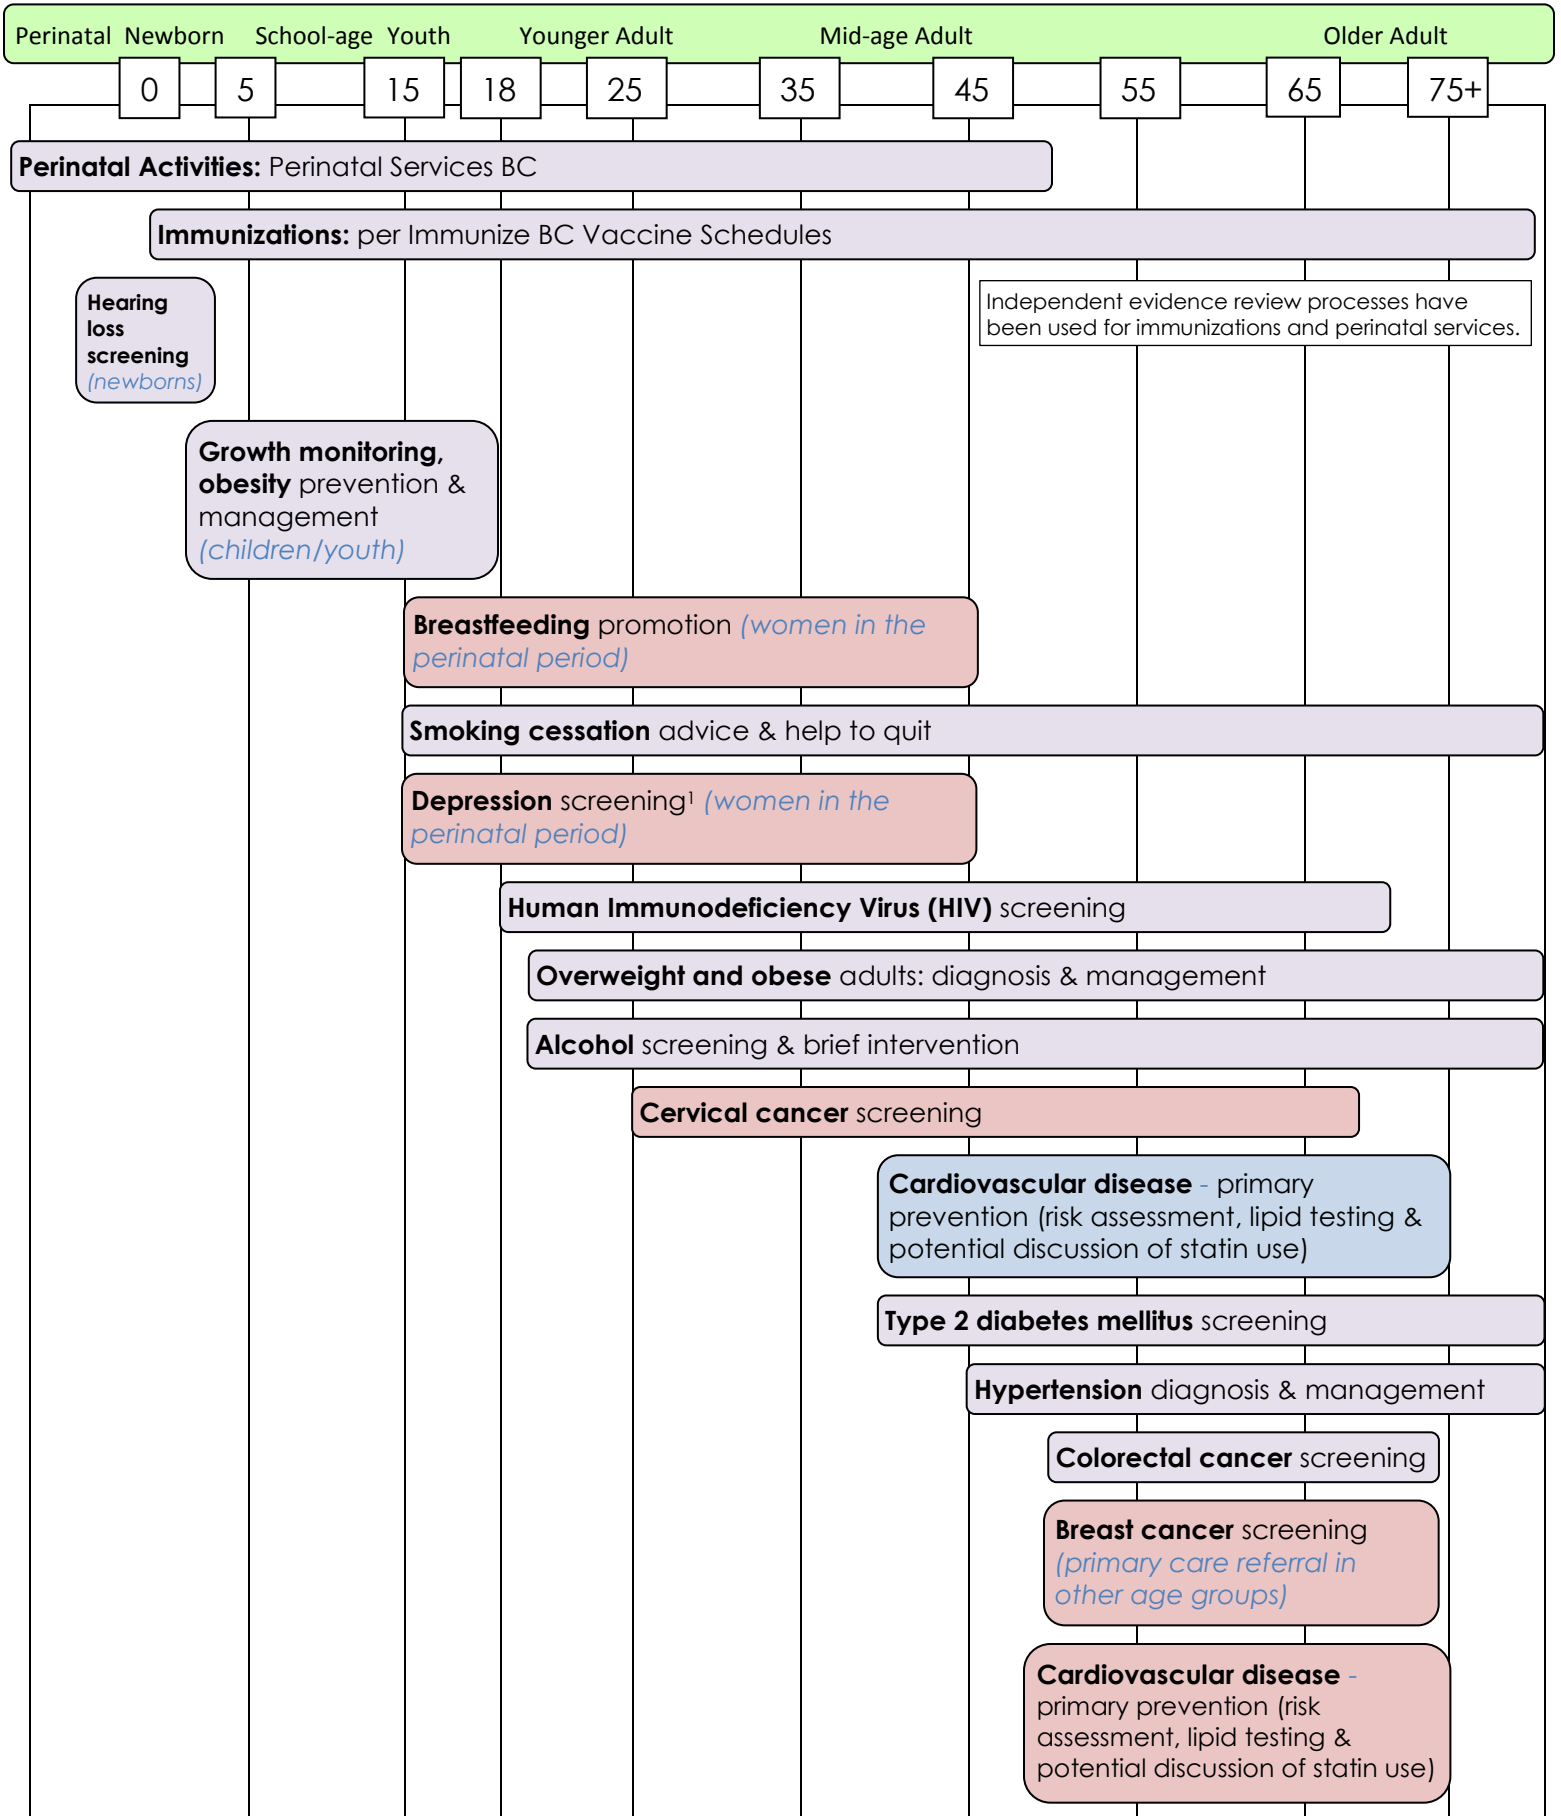 Perinatal Newborn School-age Youth Younger Adult Mid-age Adult Older Adult
0 5 15 18 25 35 45 55 65 75+
Perinatal Activities: Perinatal Services BC
Immunizations: per Immunize BC Vaccine Schedules
Hearing
loss
screening
(newborns)
Independent evidence review processes have
been used for immunizations and perinatal services.
Growth monitoring,
obesity prevention &
management
(children/youth)
Breastfeeding promotion (women in the
perinatal period)
Smoking cessation advice & help to quit
Depression screening¹ (women in the
perinatal period)
Human Immunodeficiency Virus (HIV) screening
Overweight and obese adults: diagnosis & management
Alcohol screening & brief intervention
Cervical cancer screening
Cardiovascular disease - primary
prevention (risk assessment, lipid testing &
potential discussion of statin use)
Type 2 diabetes mellitus screening
Hypertension diagnosis & management
Colorectal cancer screening
Breast cancer screening
(primary care referral in
other age groups)
Cardiovascular disease -
primary prevention (risk
assessment, lipid testing &
potential discussion of statin use)